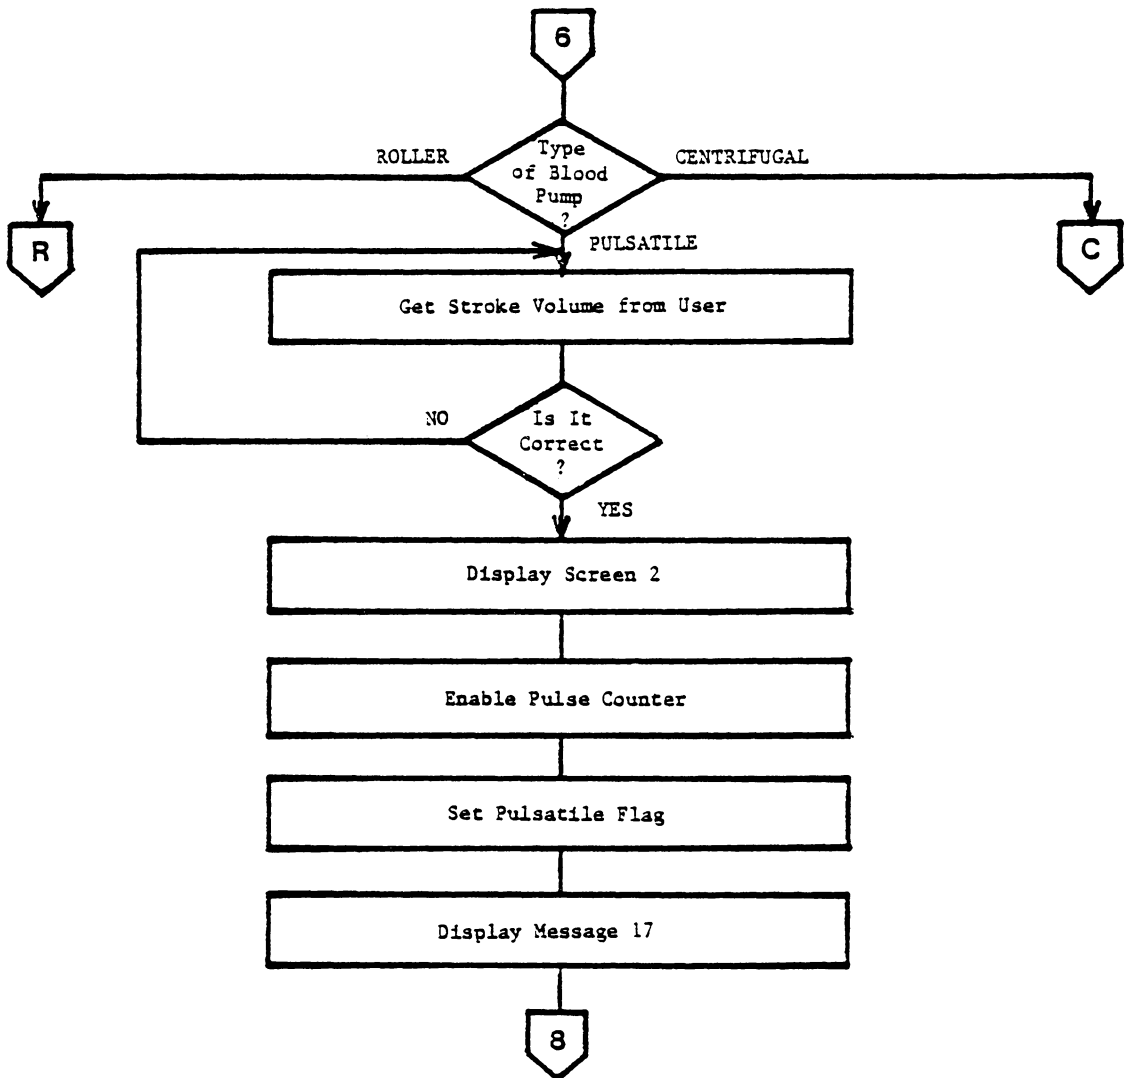 6
ROLLER
Type
of Blood
Pump
?
CENTRIFUGAL
R
C
PULSATILE
Get Stroke Volume from User
NO
Is It
Correct
?
YES
Display Screen 2
Enable Pulse Counter
Set Pulsatile Flag
Display Message 17
8